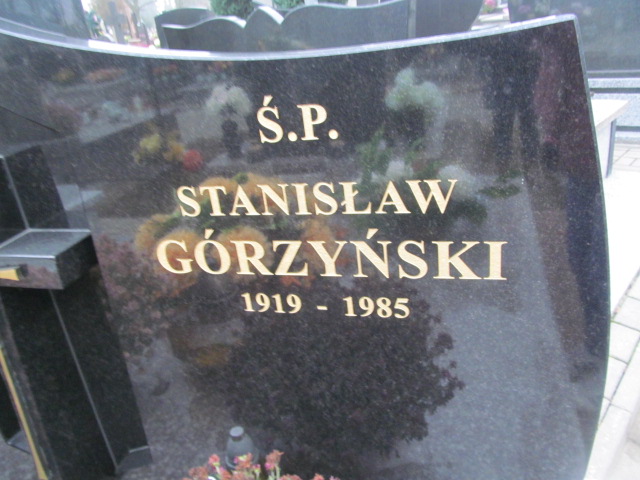 Ś.P.
STANISŁAW
GÓRZYŃSKI
1919 - 1985